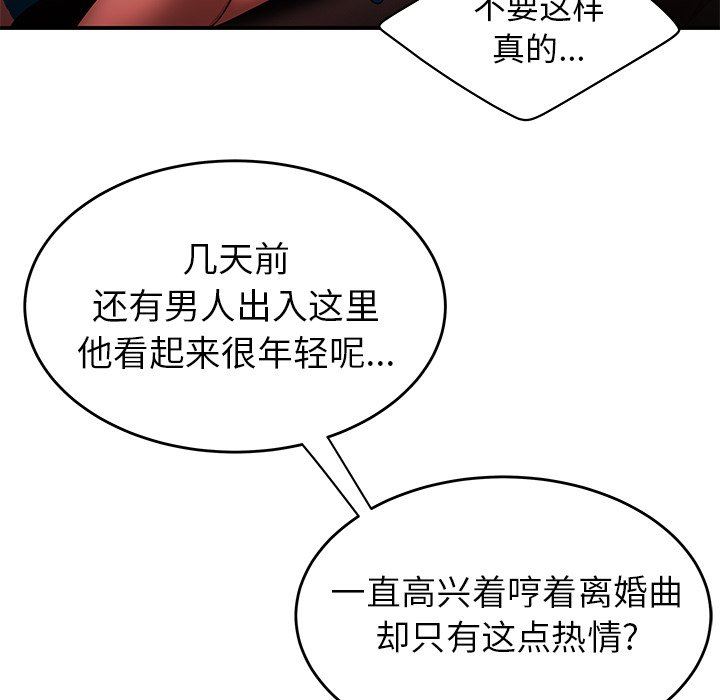 不要这样
真的...
几天前
还有男人出入这里
他看起来很年轻呢...
一直高兴着哼着离婚曲
却只有这点热情?